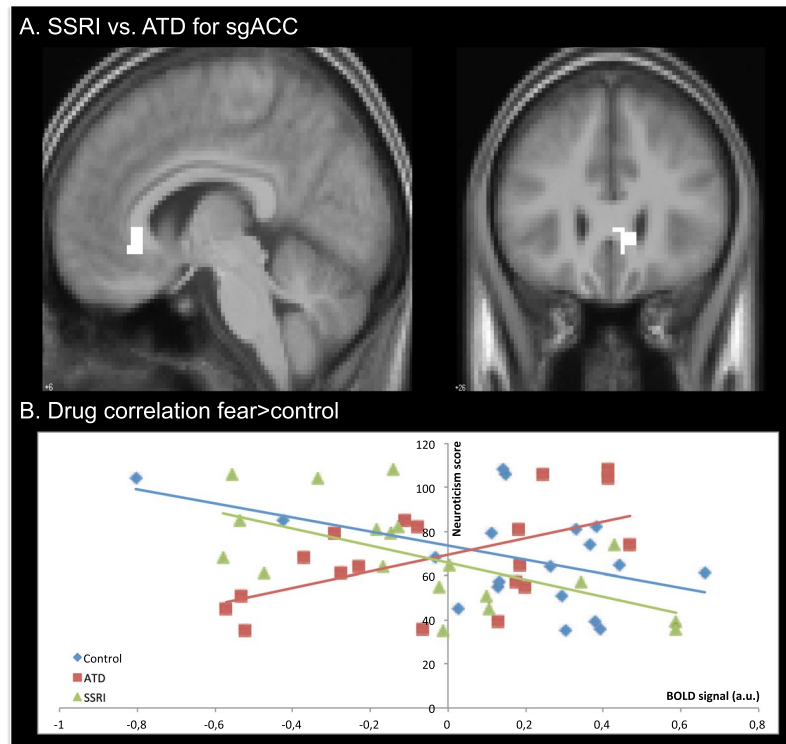 A. SSRI vs. ATD for sgACC
+6
+26
B. Drug correlation fear>control
120
100
80
60
40
20
0
Neuroticism score
Control
ATD
SSRI
BOLD signal (a.u.)
-1 -0,8 -0,6 -0,4 -0,2 0 0,2 0,4 0,6 0,8